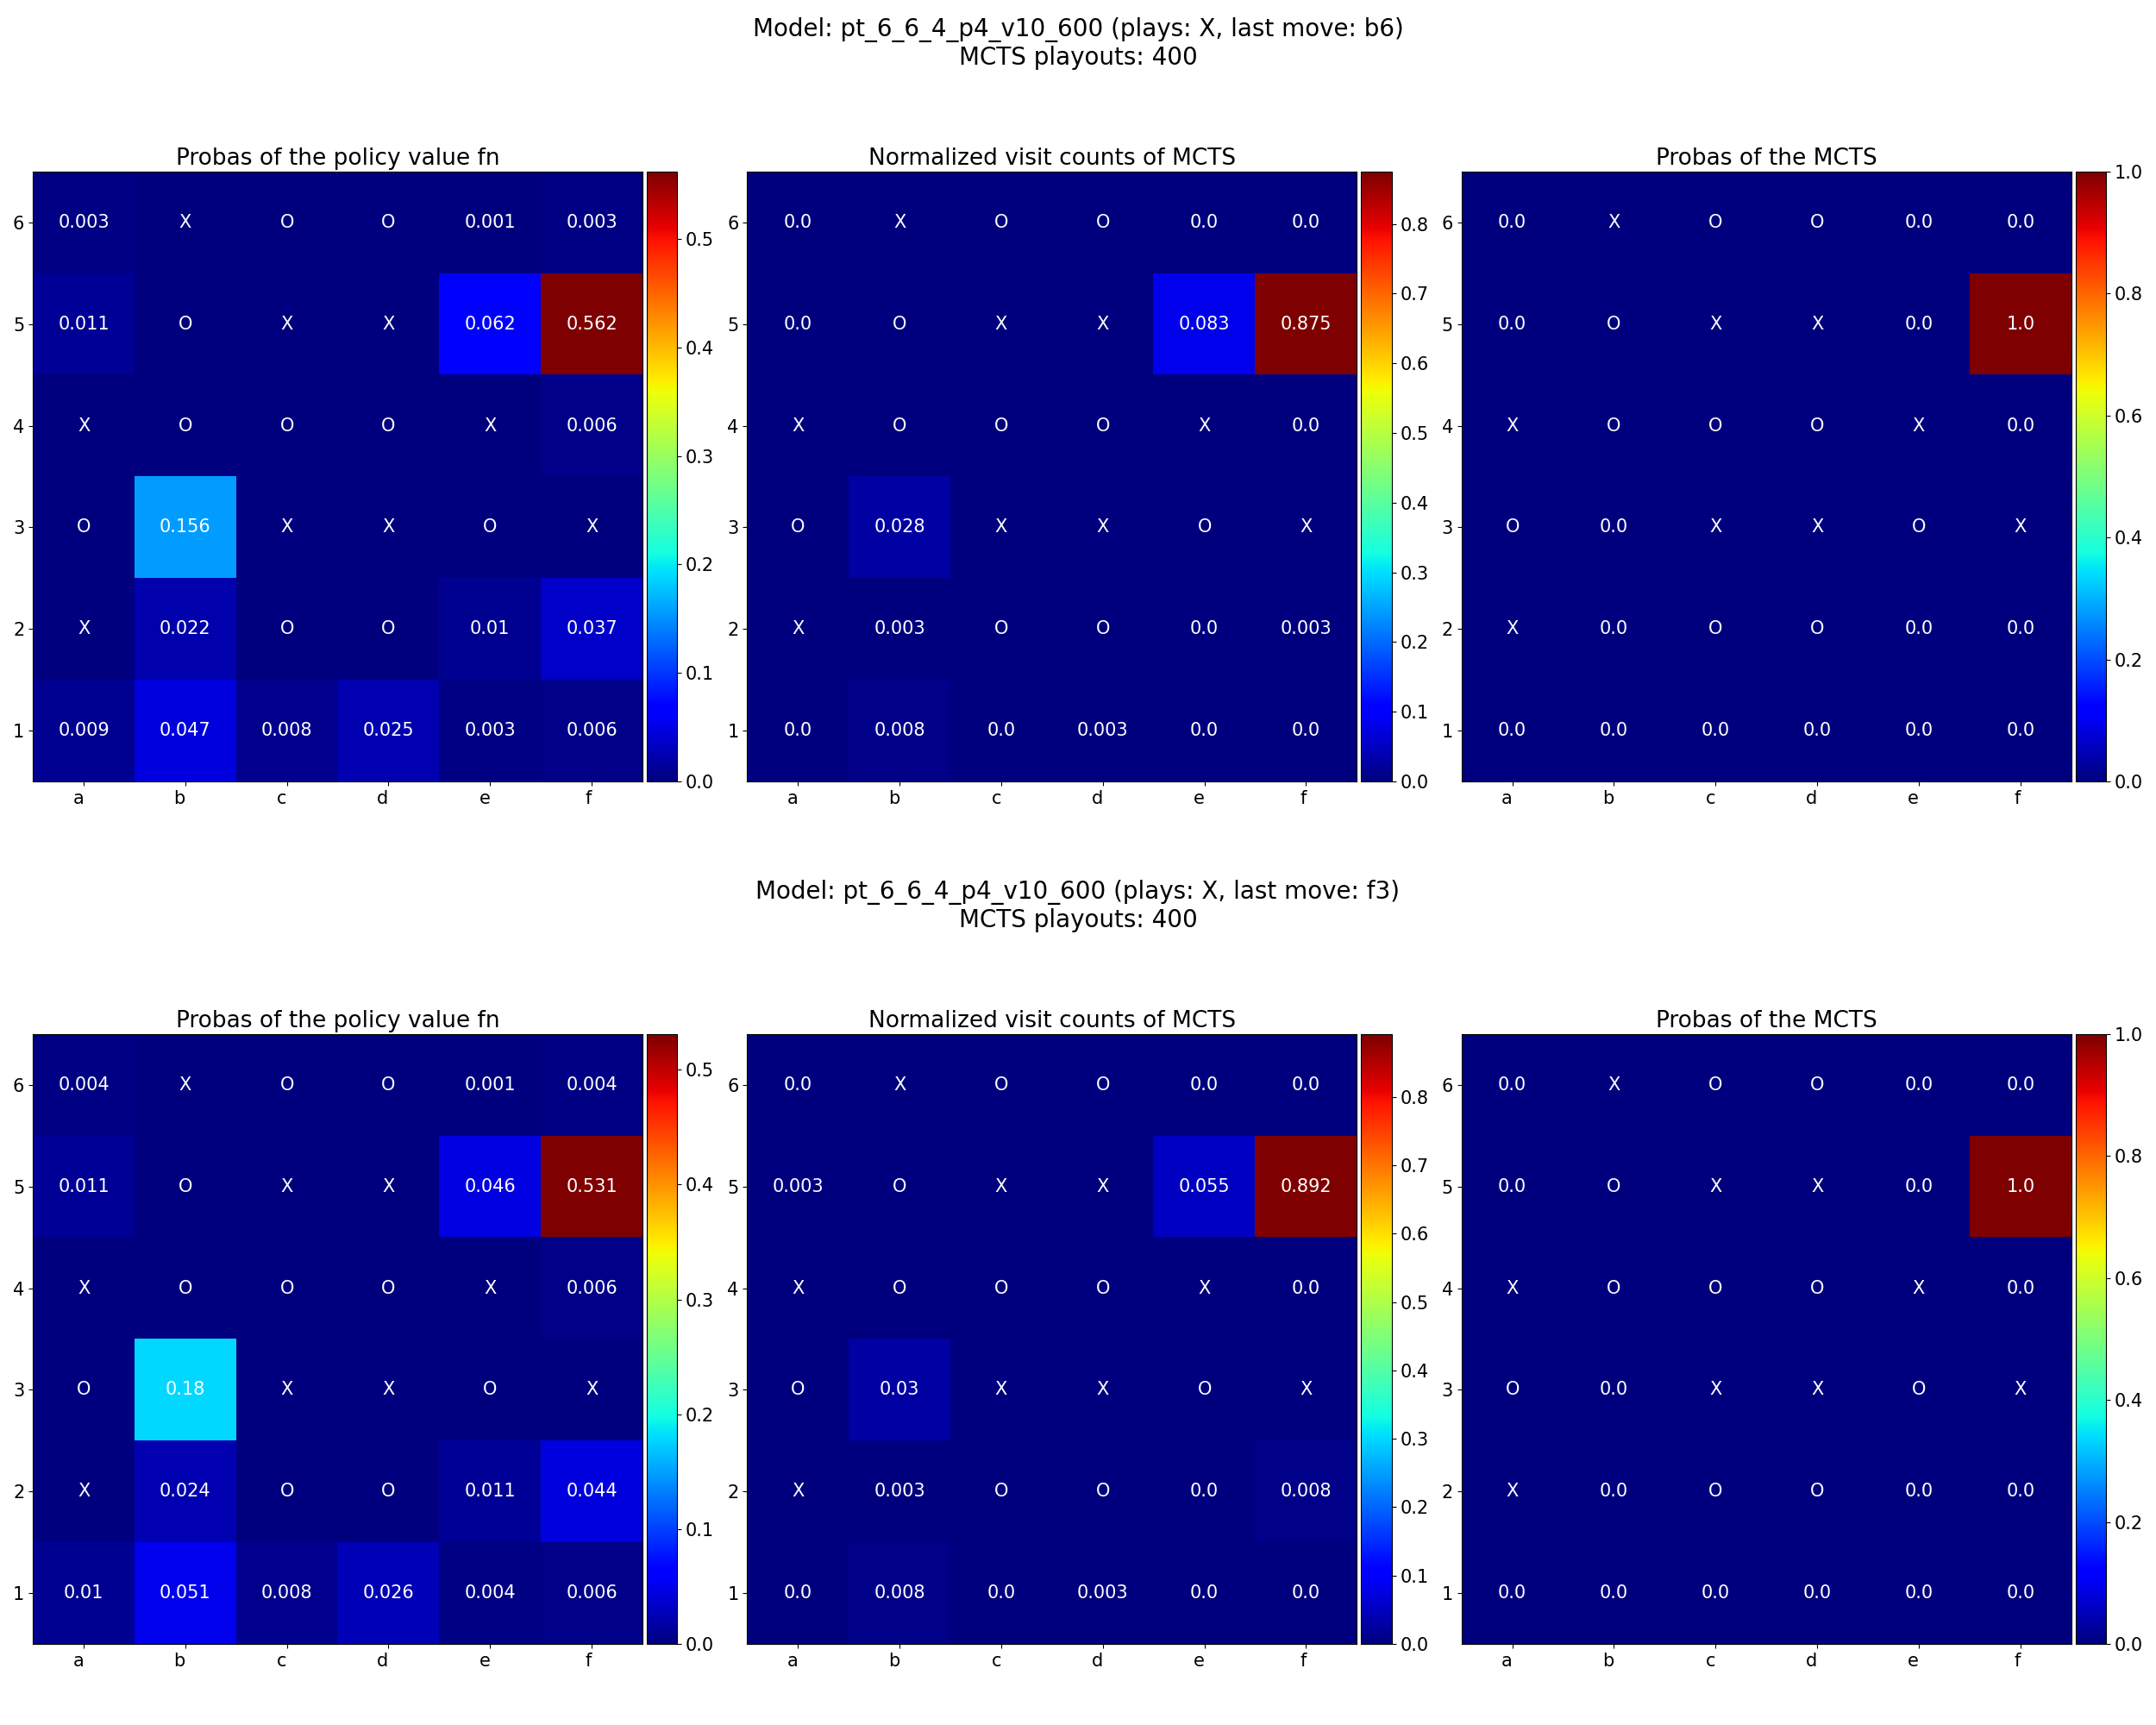 Model: pt_6_6_4_p4_v10_600 (plays: X, last move: b6)
MCTS playouts: 400
Probas of the policy value fn
6 0.003 X O O 0.001 0.003
5 0.011 O X X 0.062 0.562
4 X O O O X 0.006
3 O 0.156 X X O X
2 X 0.022 O O 0.01 0.037
1 0.009 0.047 0.008 0.025 0.003 0.006
a b c d e f
0.5
0.4
0.3
0.2
0.1
0.0
Normalized visit counts of MCTS
6 0.0 X O O 0.0 0.0
5 0.0 O X X 0.083 0.875
4 X O O O X 0.0
3 O 0.028 X X O X
2 X 0.003 O O 0.0 0.003
1 0.0 0.008 0.0 0.003 0.0 0.0
a b c d e f
0.8
0.7
0.6
0.5
0.4
0.3
0.2
0.1
0.0
Probas of the MCTS
6 0.0 X O O 0.0 0.0
5 0.0 O X X 0.0 1.0
4 X O O O X 0.0
3 O 0.0 X X O X
2 X 0.0 O O 0.0 0.0
1 0.0 0.0 0.0 0.0 0.0 0.0
a b c d e f
1.0
0.8
0.6
0.4
0.2
0.0
Model: pt_6_6_4_p4_v10_600 (plays: X, last move: f3)
MCTS playouts: 400
Probas of the policy value fn
6 0.004 X O O 0.001 0.004
5 0.011 O X X 0.046 0.531
4 X O O O X 0.006
3 O 0.18 X X O X
2 X 0.024 O O 0.011 0.044
1 0.01 0.051 0.008 0.026 0.004 0.006
a b c d e f
0.5
0.4
0.3
0.2
0.1
0.0
Normalized visit counts of MCTS
6 0.0 X O O 0.0 0.0
5 0.003 O X X 0.055 0.892
4 X O O O X 0.0
3 O 0.03 X X O X
2 X 0.003 O O 0.0 0.008
1 0.0 0.008 0.0 0.003 0.0 0.0
a b c d e f
0.8
0.7
0.6
0.5
0.4
0.3
0.2
0.1
0.0
Probas of the MCTS
6 0.0 X O O 0.0 0.0
5 0.0 O X X 0.0 1.0
4 X O O O X 0.0
3 O 0.0 X X O X
2 X 0.0 O O 0.0 0.0
1 0.0 0.0 0.0 0.0 0.0 0.0
a b c d e f
1.0
0.8
0.6
0.4
0.2
0.0